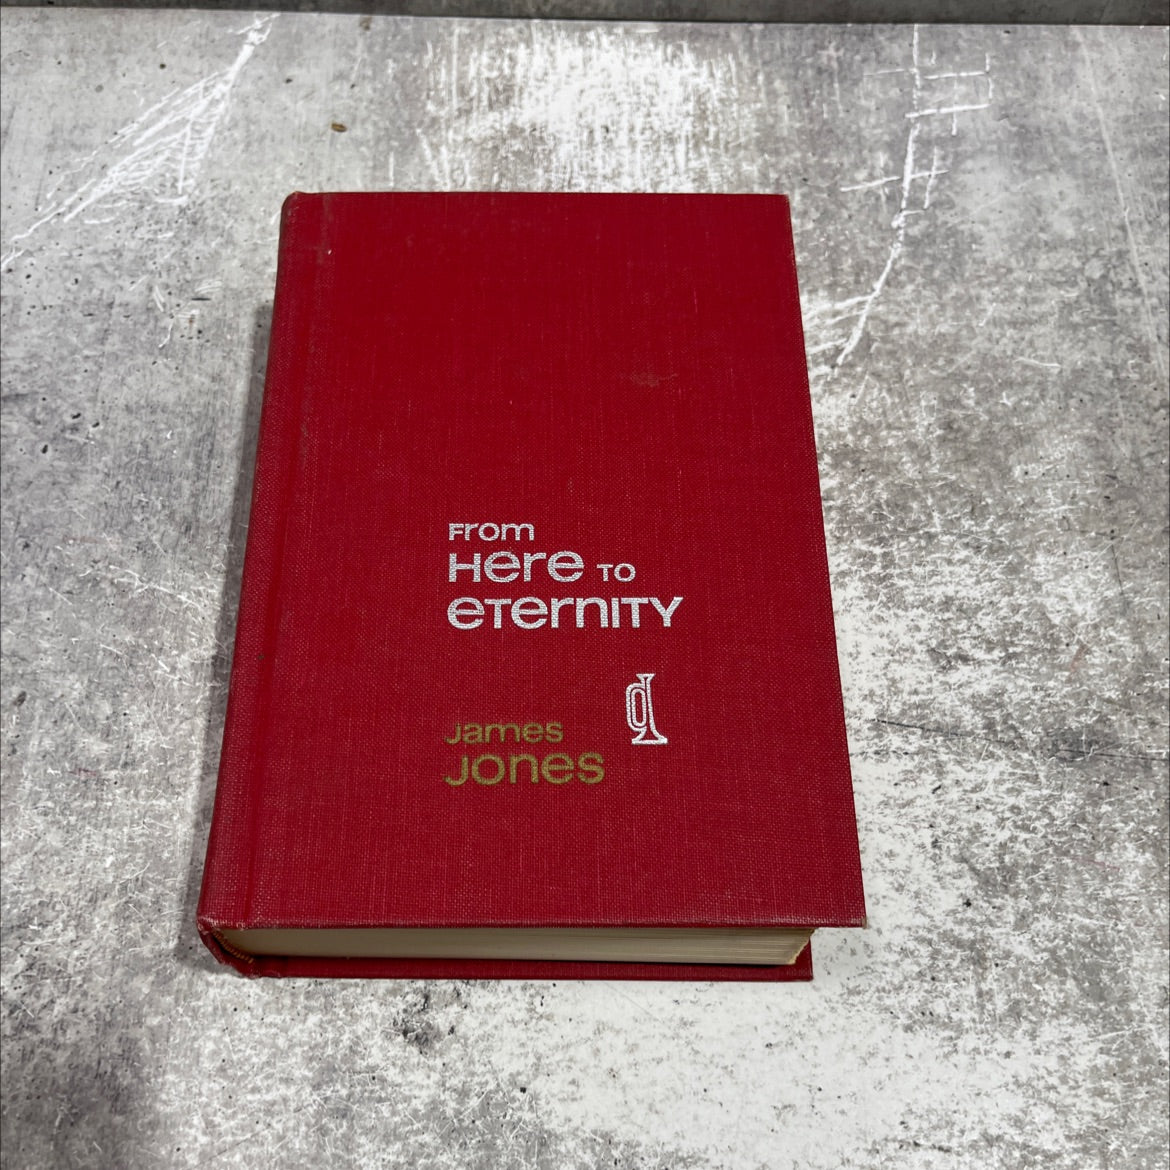 From
Here TO
eTernITY
James
Jones